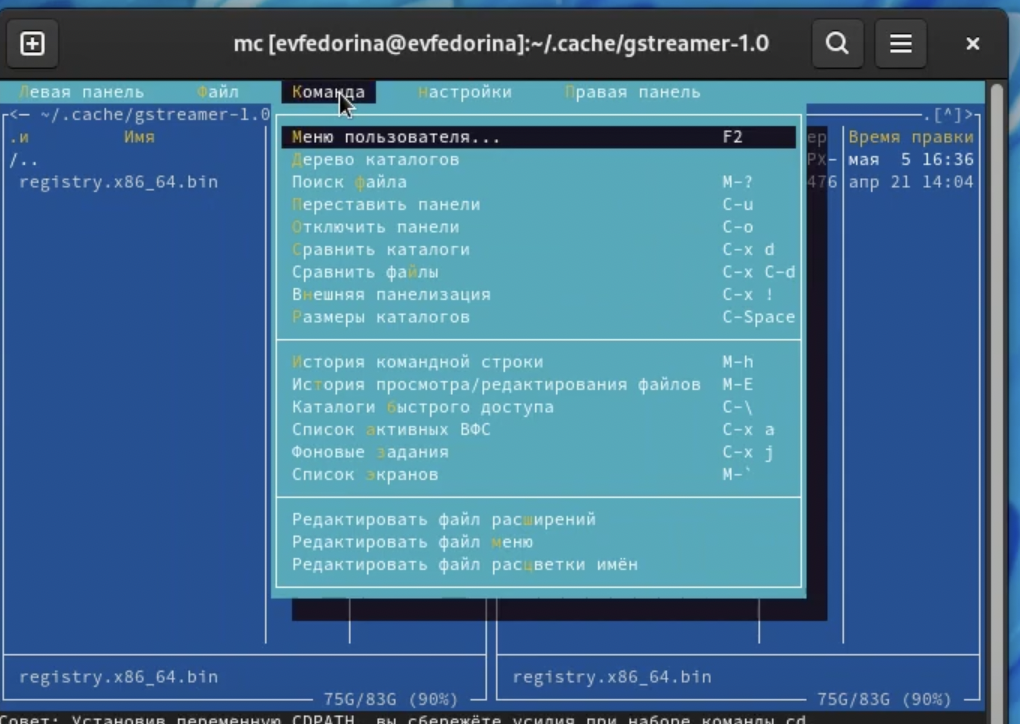 mc [evfedorina@evfedorina]:~/.cache/gstreamer-1.0
Левая панель Файл Команда Настройки Правая панель
<— ~/.cache/gstreamer-1.0 .[^]>
.и Имя ер Время правки
/.. РХ- мая 5 16:36
registry.x86_64.bin 476 апр 21 14:04
Меню пользователя... F2
Дерево каталогов
Поиск файла M-?
Переставить панели C-u
Отключить панели C-o
Сравнить каталоги C-x d
Сравнить файлы C-x C-d
Внешняя панелизация C-x !
Размеры каталогов C-Space
История командной строки M-h
История просмотра/редактирования файлов M-E
Каталоги быстрого доступа C-\
Список активных ВФС C-x a
Фоновые задания C-x j
Список экранов M-`
Редактировать файл расширений
Редактировать файл меню
Редактировать файл расцветки имён
registry.x86_64.bin registry.x86_64.bin
75G/83G (90%) 75G/83G (90%)
Совет: Установив переменную CDPATH, вы сбережёте усилия при наборе команды cd